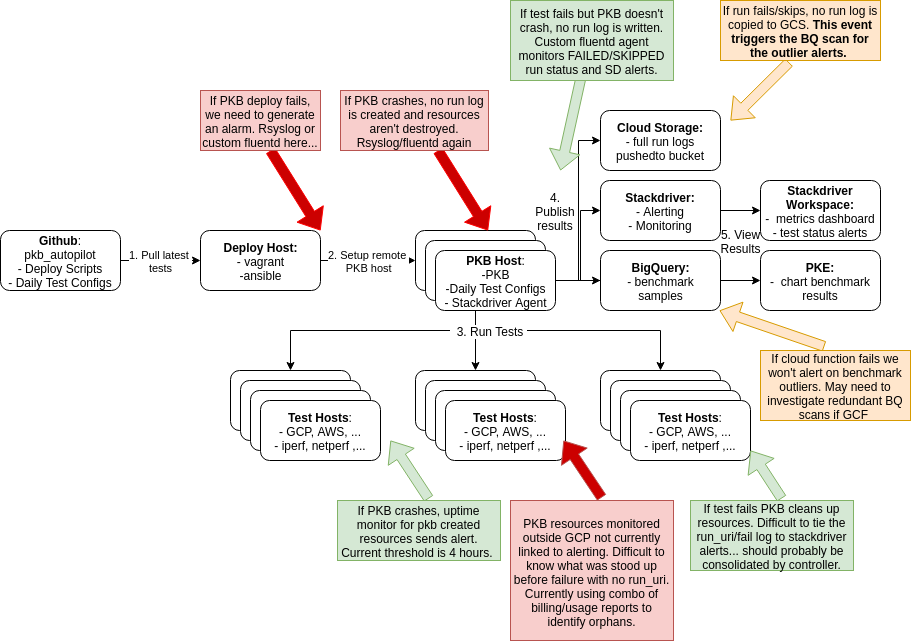 If test fails but PKB doesn't
crash, no run log is written.
Custom fluentd agent
monitors FAILED/SKIPPED
run status and SD alerts.
If run fails/skips, no run log is
copied to GCS. This event
triggers the BQ scan for
the outlier alerts.
If PKB deploy fails,
we need to generate
an alarm. Rsyslog or
custom fluentd here...
If PKB crashes, no run log
is created and resources
aren't destroyed.
Rsyslog/fluentd again
Cloud Storage:
- full run logs
pushedto bucket
4.
Publish
results
Stackdriver:
- Alerting
- Monitoring
Stackdriver
Workspace:
- metrics dashboard
- test status alerts
5. View
Results
Github:
pkb_autopilot
- Deploy Scripts
- Daily Test Configs
1. Pull latest
tests
Deploy Host:
- vagrant
-ansible
2. Setup remote
PKB host
PKB Host:
-PKB
-Daily Test Configs
- Stackdriver Agent
BigQuery:
- benchmark
samples
PKE:
- chart benchmark
results
3. Run Tests
If cloud function fails we
won't alert on benchmark
outliers. May need to
investigate redundant BQ
scans if GCF
Test Hosts:
- GCP, AWS, ...
- iperf, netperf ,...
Test Hosts:
- GCP, AWS, ...
- iperf, netperf ,...
Test Hosts:
- GCP, AWS, ...
- iperf, netperf ,...
If PKB crashes, uptime
monitor for pkb created
resources sends alert.
Current threshold is 4 hours.
PKB resources monitored
outside GCP not currently
linked to alerting. Difficult to
know what was stood up
before failure with no run_uri.
Currently using combo of
billing/usage reports to
identify orphans.
If test fails PKB cleans up
resources. Difficult to tie the
run_uri/fail log to stackdriver
alerts... should probably be
consolidated by controller.